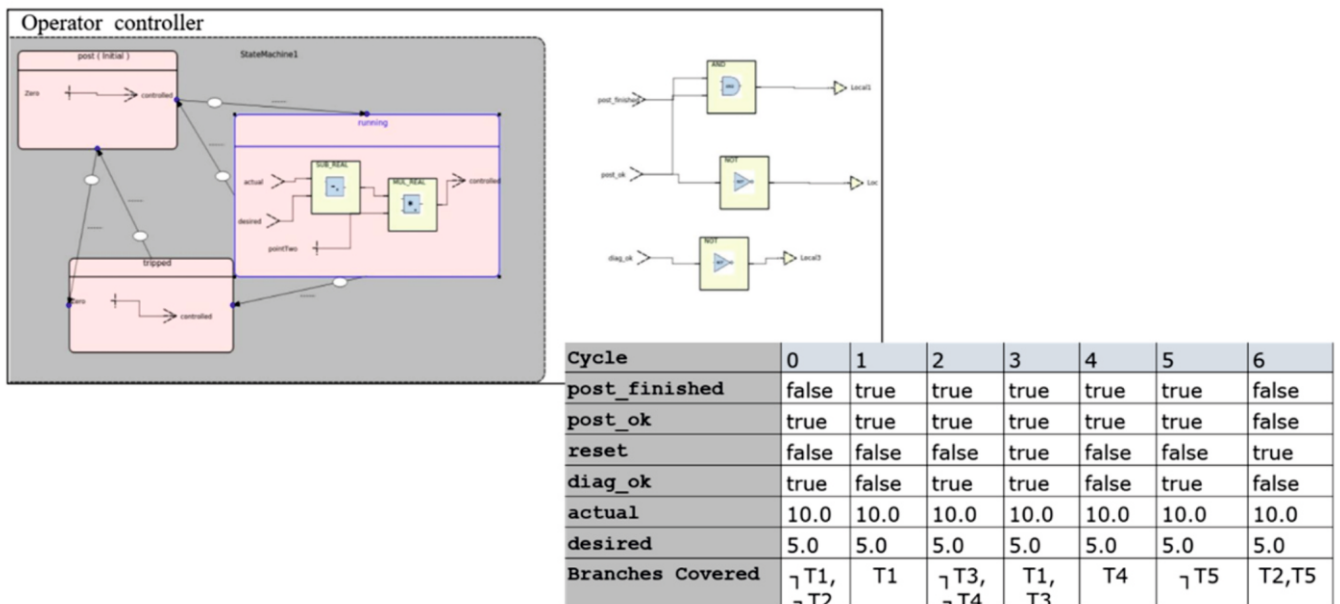 Operator controller
post ( Initial )
StateMachine1
Zero
controlled
running
SUB_REAL
actual
MUL_REAL
controlled
desired
pointTwo
tripped
Zero
controlled
AND
post_finished
Local1
NOT
post_ok
Loc
NOT
diag_ok
Local3
Cycle 0 1 2 3 4 5 6
post_finished false true true true true true false
post_ok true true true true true true false
reset false false false true false false true
diag_ok true false true true false true false
actual 10.0 10.0 10.0 10.0 10.0 10.0 10.0
desired 5.0 5.0 5.0 5.0 5.0 5.0 5.0
Branches Covered ┐T1, T1 ┐T3, T1, T4 ┐T5 T2,T5
┐T2 ┐T4 T3